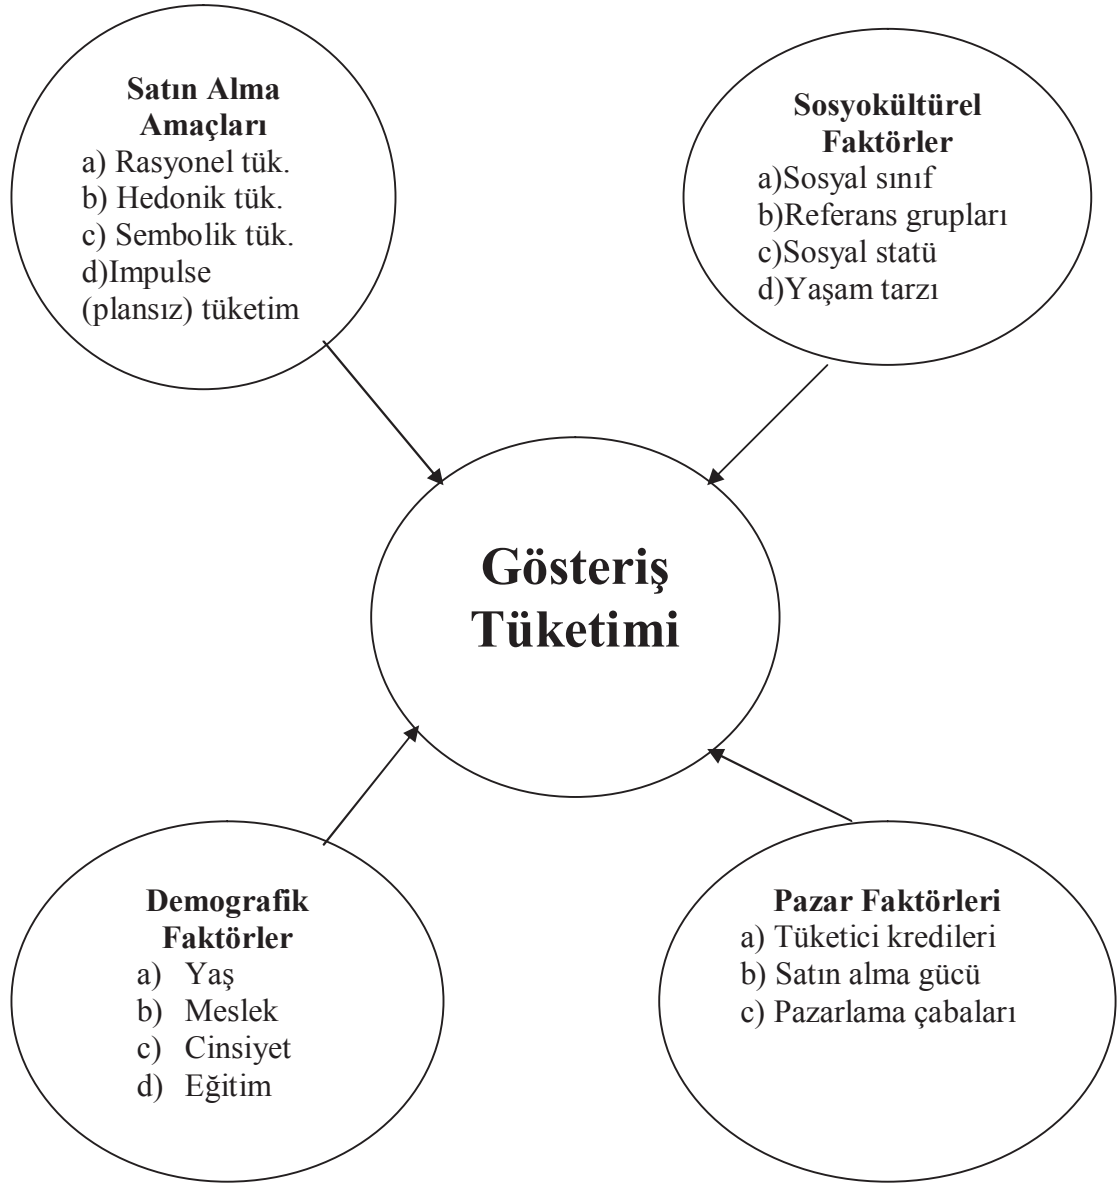 Satın Alma
Amaçları
a) Rasyonel tük.
b) Hedonik tük.
c) Sembolik tük.
d)Impulse
(plansız) tüketim
Sosyokültürel
Faktörler
a)Sosyal sınıf
b)Referans grupları
c)Sosyal statü
d)Yaşam tarzı
Gösteriş
Tüketimi
Demografik
Faktörler
a) Yaş
b) Meslek
c) Cinsiyet
d) Eğitim
Pazar Faktörleri
a) Tüketici kredileri
b) Satın alma gücü
c) Pazarlama çabaları